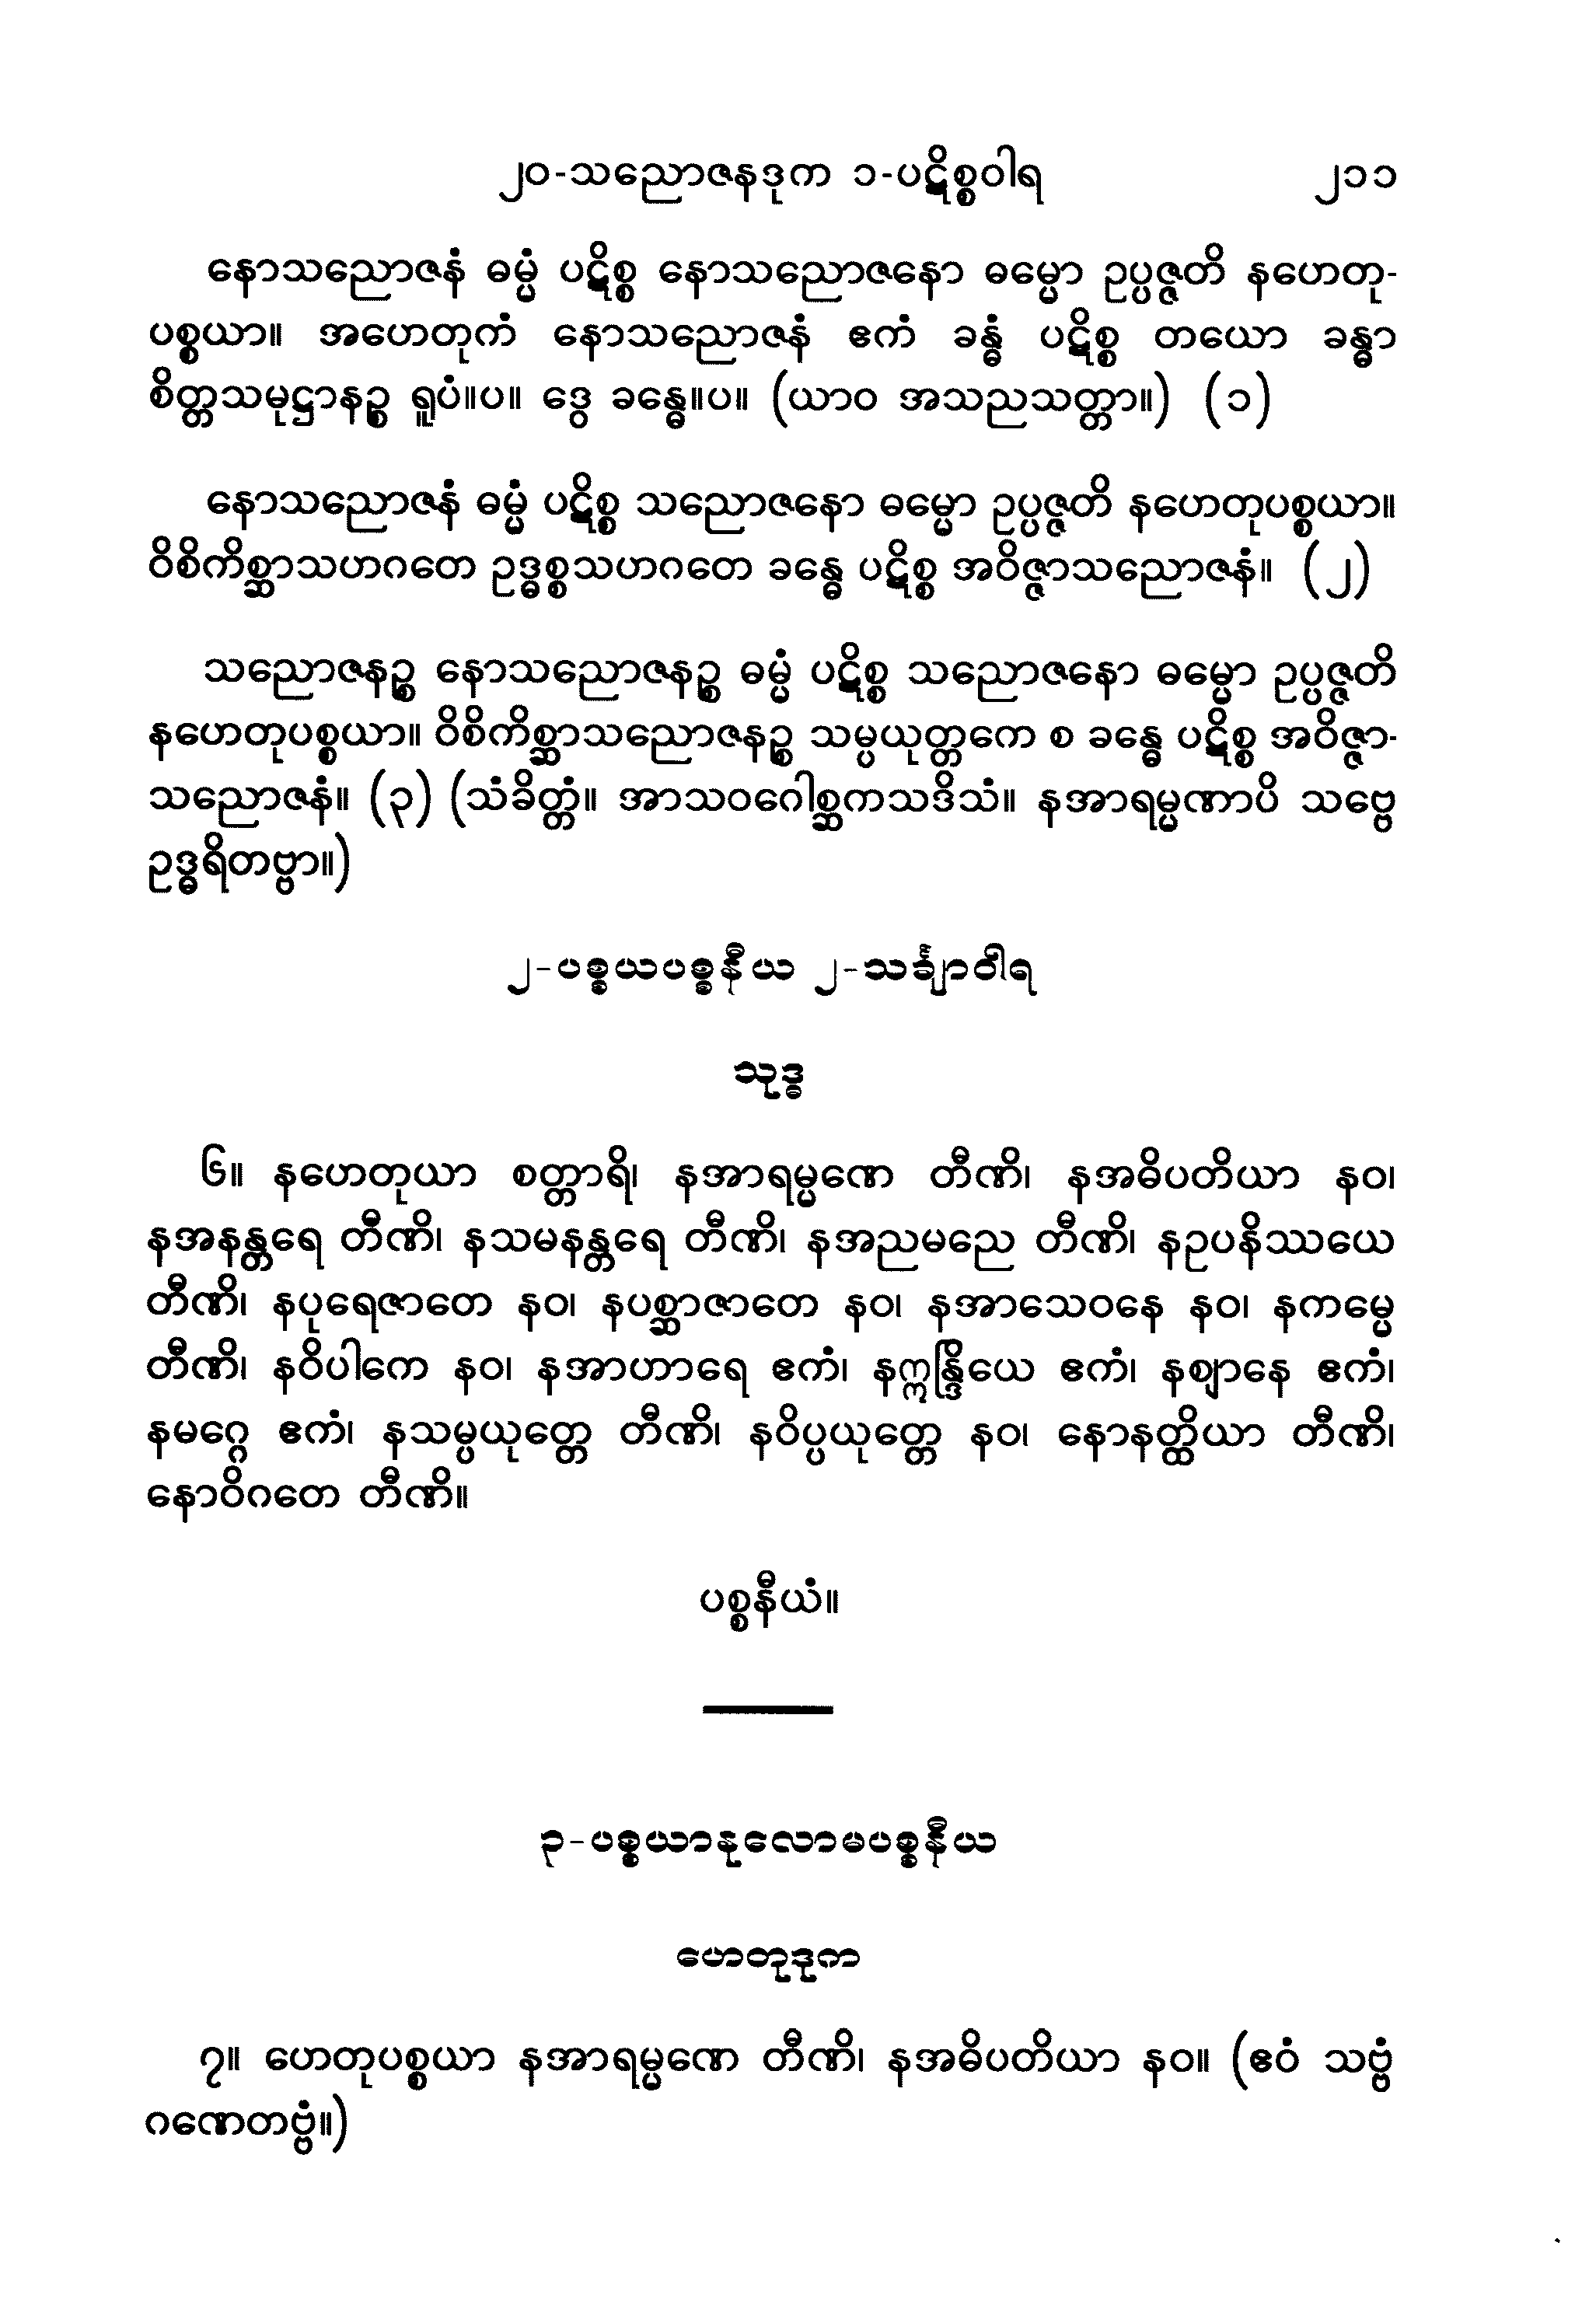 ၂၀-သညောဇနဒုက ၁-ပဋိစ္စဝါရ ၂၁၁
နောသညောဇနံ ဓမ္မံ ပဋိစ္စ နောသညောဇနော ဓမ္မော ဥပ္ပဇ္ဇတိ နဟေတု-
ပစ္စယာ။ အဟေတုကံ နောသညောဇနံ ဧကံ ခန္ဓံ ပဋိစ္စ တယော ခန္ဓာ
စိတ္တသမုဋ္ဌာနဉ္စ ရူပံ။ပ။ ဒွေ ခန္ဓေ။ပ။ (ယာဝ အသညသတ္တာ။) (၁)
နောသညောဇနံ ဓမ္မံ ပဋိစ္စ သညောဇနော ဓမ္မော ဥပ္ပဇ္ဇတိ နဟေတုပစ္စယာ။
ဝိစိကိစ္ဆာသဟဂတေ ဥဒ္ဓစ္စသဟဂတေ ခန္ဓေ ပဋိစ္စ အဝိဇ္ဇာသညောဇနံ။ (၂)
သညောဇနဉ္စ နောသညောဇနဉ္စ ဓမ္မံ ပဋိစ္စ သညောဇနော ဓမ္မော ဥပ္ပဇ္ဇတိ
နဟေတုပစ္စယာ။ ဝိစိကိစ္ဆာသညောဇနဉ္စ သမ္ပယုတ္တကေ စ ခန္ဓေ ပဋိစ္စ အဝိဇ္ဇာ-
သညောဇနံ။ (၃) (သံခိတ္တံ။ အာသဝဂေါစ္ဆကသဒိသံ။ နအာရမ္မဏာပိ သဗ္ဗေ
ဥဒ္ဓရိတဗ္ဗာ။)
၂-ပစ္စယပစ္စနီယ ၂-သင်္ချာဝါရ
သုဒ္ဓ
၆။ နဟေတုယာ စတ္တာရိ၊ နအာရမ္မဏေ တီဏိ၊ နအဓိပတိယာ နဝ၊
နအနန္တရေ တီဏိ၊ နသမနန္တရေ တီဏိ၊ နအညမညေ တီဏိ၊ နဥပနိဿယေ
တီဏိ၊ နပုရေဇာတေ နဝ၊ နပစ္ဆာဇာတေ နဝ၊ နအာသေဝနေ နဝ၊ နကမ္မေ
တီဏိ၊ နဝိပါကေ နဝ၊ နအာဟာရေ ဧကံ၊ နဣန္ဒြိယေ ဧကံ၊ နဈာနေ ဧကံ၊
နမဂ္ဂေ ဧကံ၊ နသမ္ပယုတ္တေ တီဏိ၊ နဝိပ္ပယုတ္တေ နဝ၊ နောနတ္ထိယာ တီဏိ၊
နောဝိဂတေ တီဏိ။
ပစ္စနီယံ။
၃-ပစ္စယာနုလောမပစ္စနီယ
ဟေတုဒုက
၇။ ဟေတုပစ္စယာ နအာရမ္မဏေ တီဏိ၊ နအဓိပတိယာ နဝ။ (ဧဝံ သဗ္ဗံ
ဂဏေတဗ္ဗံ။)